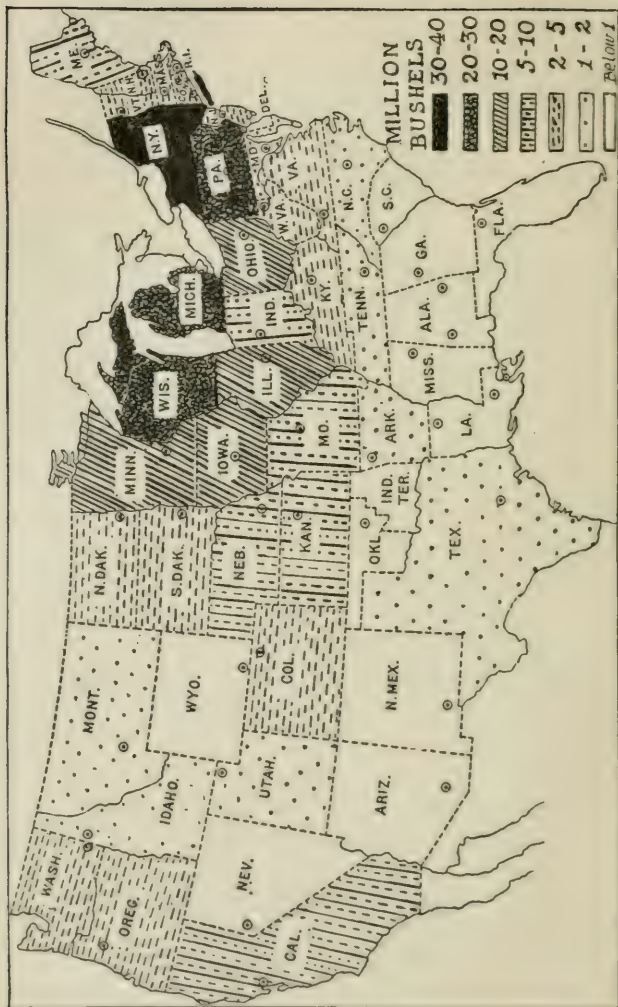 WASH.
OREG.
CAL.
NEV.
IDAHO.
MONT.
WYO.
UTAH.
ARIZ.
COL.
N.MEX.
N.DAK.
S.DAK.
NEB.
KAN.
OKL.
IND.
TER.
TEX.
MINN.
IOWA.
MO.
ARK.
LA.
WIS.
ILL.
MICH.
IND.
OHIO.
KY.
TENN.
MISS.
ALA.
GA.
FLA.
S.C.
N.C.
VA.
W.VA.
MD.
DEL.
PA.
N.J.
N.Y.
VT.
N.H.
ME.
MASS.
R.I.
MILLION
BUSHELS
30-40
20-30
10-20
5-10
2-5
1-2
Below 1